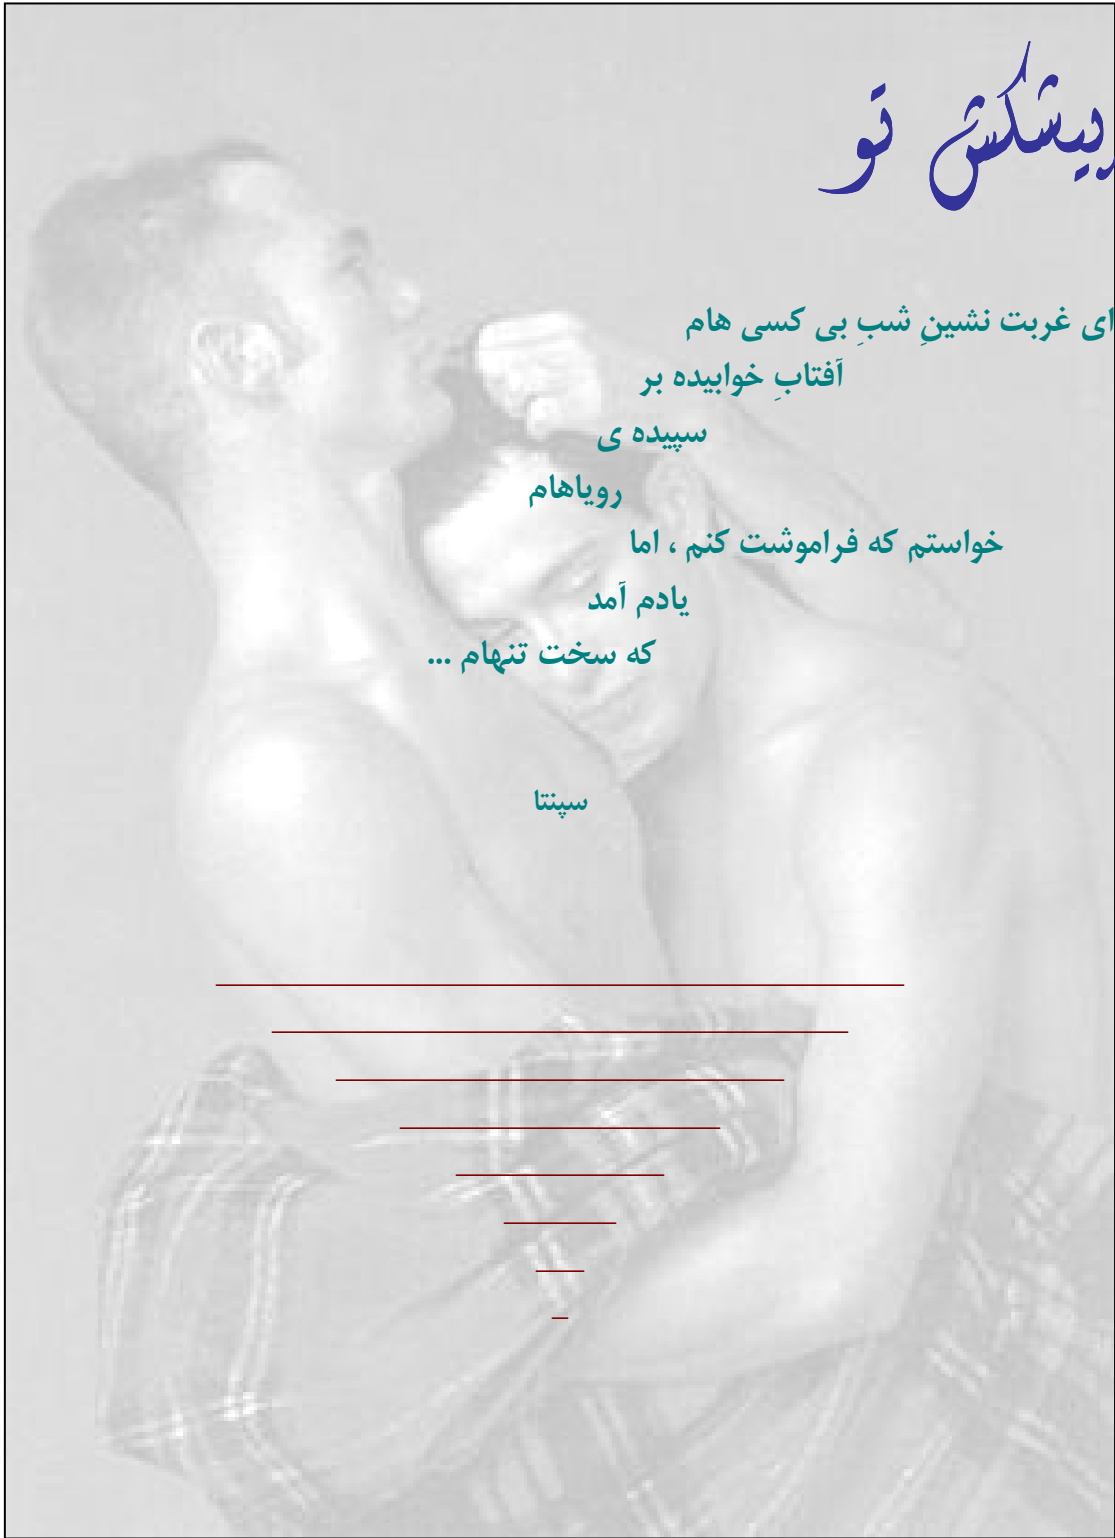 پیشکش تو
ای غربت نشینِ شبِ بی کسی هام
آفتابِ خوابیده بر
سپیده ی
رویاهام
خواستم که فراموشت کنم ، اما
یادم آمد
که سخت تنهام ...
سپنتا